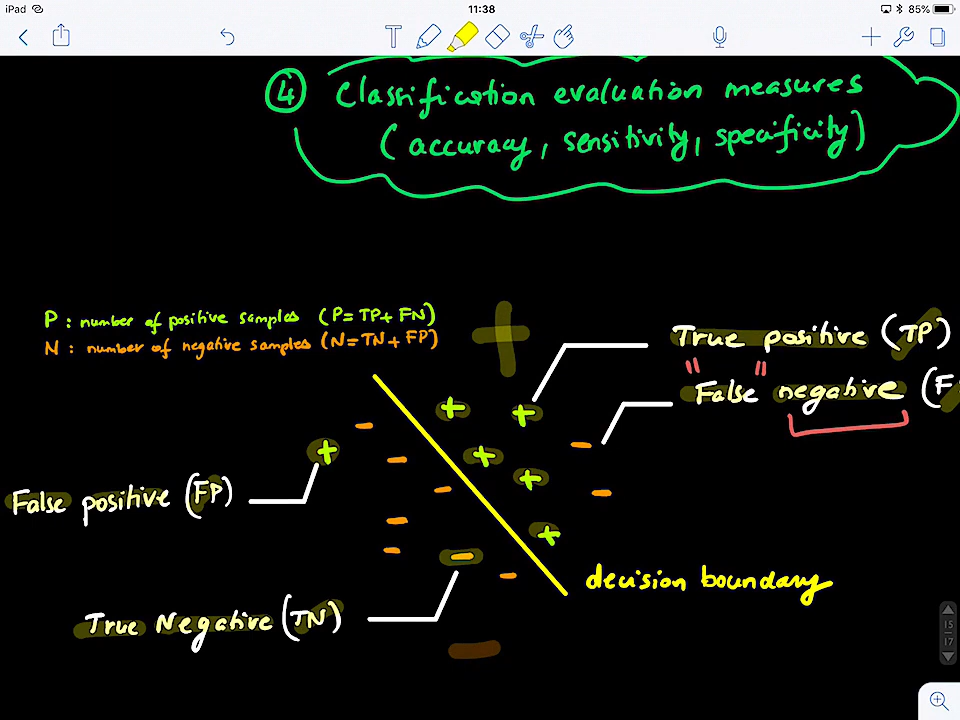 iPad
11:38
85%
④ Classification evaluation measures
(accuracy, sensitivity, specificity)
P : number of positive samples (P = TP + FN)
N : number of negative samples (N = TN + FP)
True positive (TP)
False negative (F
False positive (FP)
decision boundary
True Negative (TN)
15
17